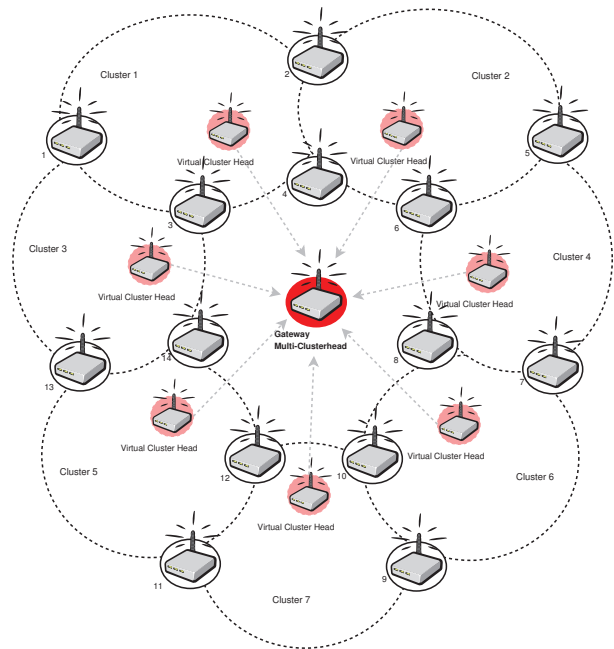 Cluster 1
2
Cluster 2
1
Virtual Cluster Head
Virtual Cluster Head
5
4
3
6
Cluster 3
Cluster 4
Virtual Cluster Head
Virtual Cluster Head
Gateway
Multi-Clusterhead
14
8
13
7
Virtual Cluster Head
Virtual Cluster Head
Cluster 5
12
10
Cluster 6
Virtual Cluster Head
11
9
Cluster 7